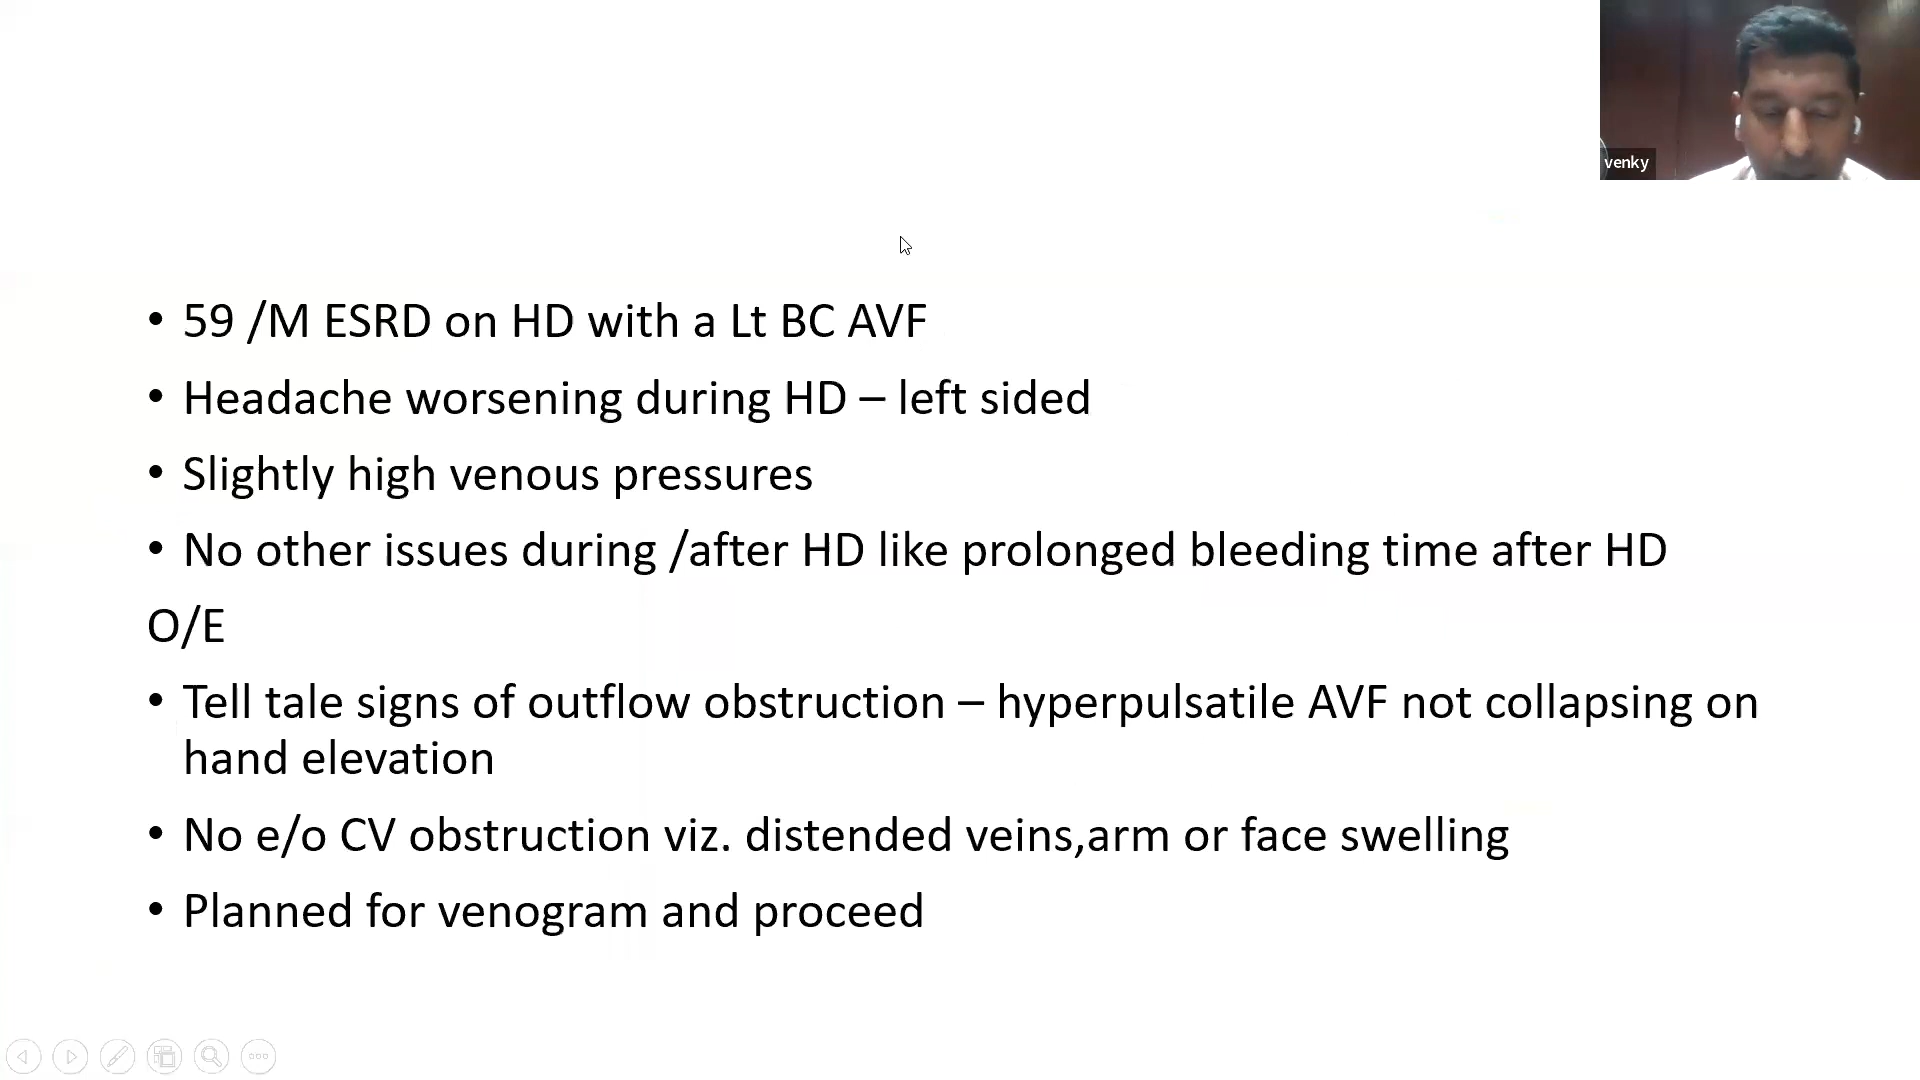 venky
• 59 /M ESRD on HD with a Lt BC AVF
• Headache worsening during HD – left sided
• Slightly high venous pressures
• No other issues during /after HD like prolonged bleeding time after HD
O/E
• Tell tale signs of outflow obstruction – hyperpulsatile AVF not collapsing on
hand elevation
• No e/o CV obstruction viz. distended veins,arm or face swelling
• Planned for venogram and proceed